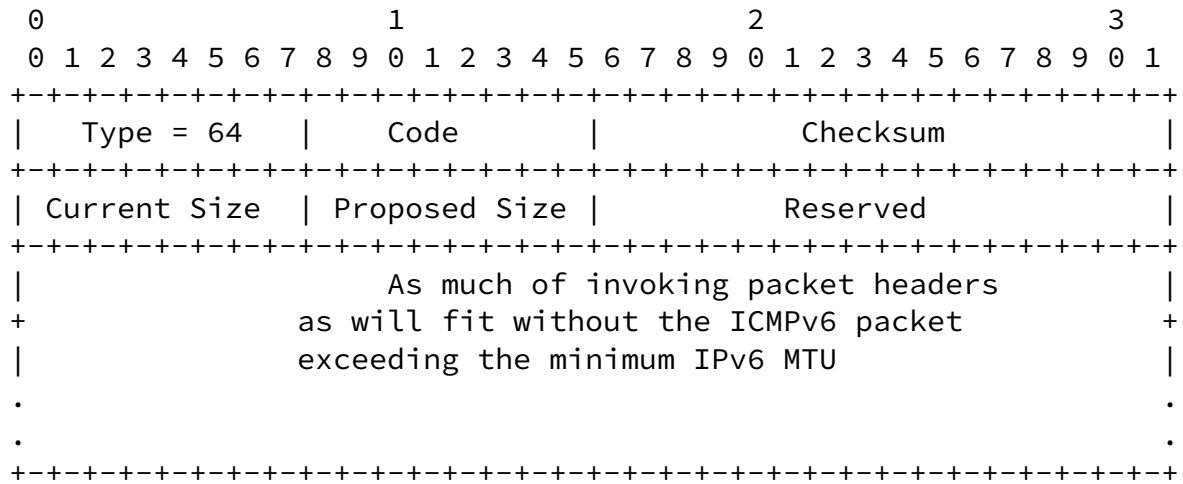 0                   1                   2                   3
 0 1 2 3 4 5 6 7 8 9 0 1 2 3 4 5 6 7 8 9 0 1 2 3 4 5 6 7 8 9 0 1
+-+-+-+-+-+-+-+-+-+-+-+-+-+-+-+-+-+-+-+-+-+-+-+-+-+-+-+-+-+-+-+-+
|   Type = 64   |    Code       |           Checksum            |
+-+-+-+-+-+-+-+-+-+-+-+-+-+-+-+-+-+-+-+-+-+-+-+-+-+-+-+-+-+-+-+-+
| Current Size  | Proposed Size |          Reserved             |
+-+-+-+-+-+-+-+-+-+-+-+-+-+-+-+-+-+-+-+-+-+-+-+-+-+-+-+-+-+-+-+-+
|                    As much of invoking packet headers         |
+               as will fit without the ICMPv6 packet           +
|               exceeding the minimum IPv6 MTU                  |
.                                                               .
.                                                               .
+-+-+-+-+-+-+-+-+-+-+-+-+-+-+-+-+-+-+-+-+-+-+-+-+-+-+-+-+-+-+-+-+